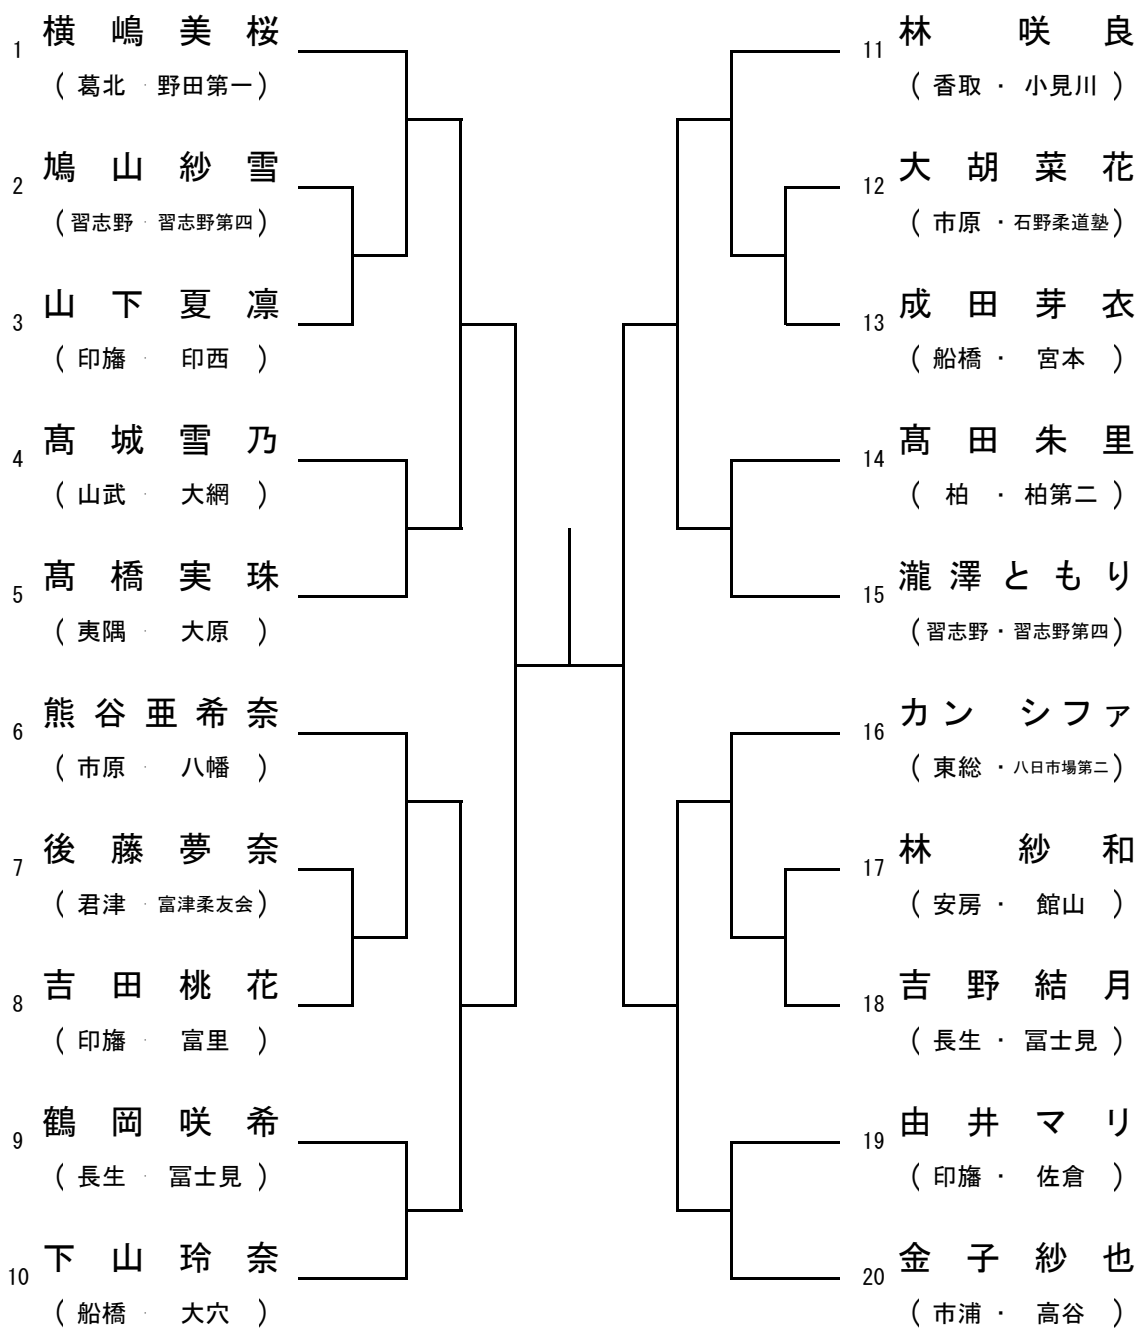 1 横嶋美桜
(葛北・野田第一)
2 鳩山紗雪
(習志野・習志野第四)
3 山下夏凛
(印旛・印西)
4 髙城雪乃
(山武・大網)
5 髙橋実珠
(夷隅・大原)
6 熊谷亜希奈
(市原・八幡)
7 後藤夢奈
(君津・富津柔友会)
8 吉田桃花
(印旛・富里)
9 鶴岡咲希
(長生・冨士見)
10 下山玲奈
(船橋・大穴)
11 林咲良
(香取・小見川)
12 大胡菜花
(市原・石野柔道塾)
13 成田芽衣
(船橋・宮本)
14 髙田朱里
(柏・柏第二)
15 瀧澤ともり
(習志野・習志野第四)
16 カン シファ
(東総・八日市場第二)
17 林紗和
(安房・館山)
18 吉野結月
(長生・冨士見)
19 由井マリ
(印旛・佐倉)
20 金子紗也
(市浦・高谷)